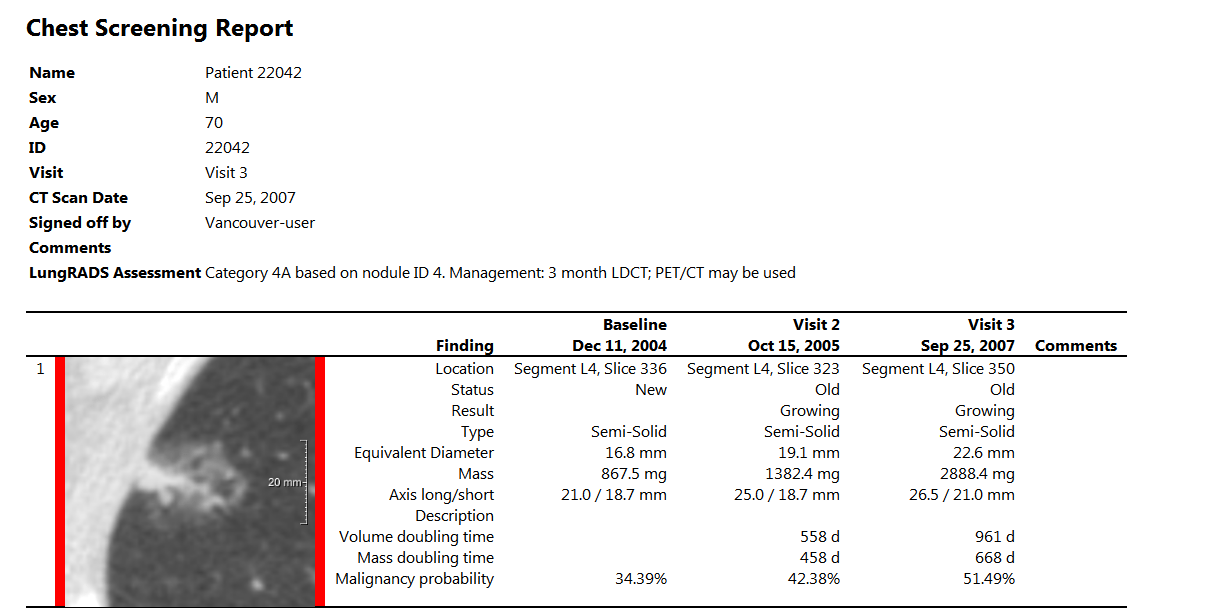 Chest Screening Report
Name Patient 22042
Sex M
Age 70
ID 22042
Visit Visit 3
CT Scan Date Sep 25, 2007
Signed off by Vancouver-user
Comments
LungRADS Assessment Category 4A based on nodule ID 4. Management: 3 month LDCT; PET/CT may be used
Baseline Visit 2 Visit 3
Finding Dec 11, 2004 Oct 15, 2005 Sep 25, 2007 Comments
1 Location Segment L4, Slice 336 Segment L4, Slice 323 Segment L4, Slice 350
Status New Old Old
Result Growing Growing
Type Semi-Solid Semi-Solid Semi-Solid
Equivalent Diameter 16.8 mm 19.1 mm 22.6 mm
Mass 867.5 mg 1382.4 mg 2888.4 mg
20 mm
Axis long/short 21.0 / 18.7 mm 25.0 / 18.7 mm 26.5 / 21.0 mm
Description
Volume doubling time 558 d 961 d
Mass doubling time 458 d 668 d
Malignancy probability 34.39% 42.38% 51.49%